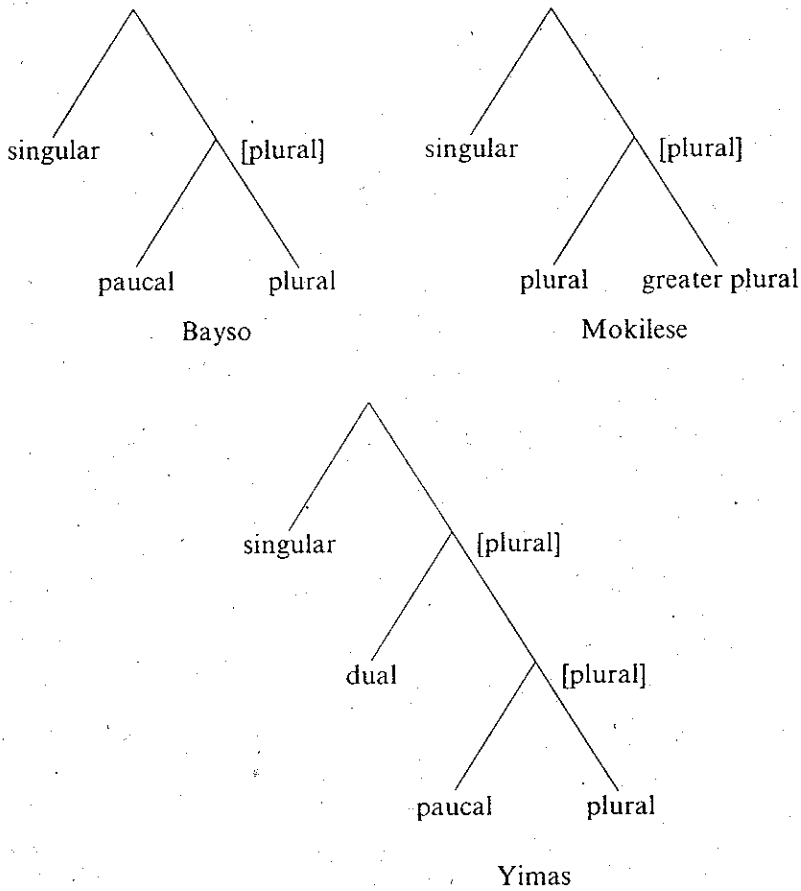 singular [plural] singular [plural]
paucal plural plural greater plural
Bayso Mokilese
singular [plural]
dual [plural]
paucal plural
Yimas